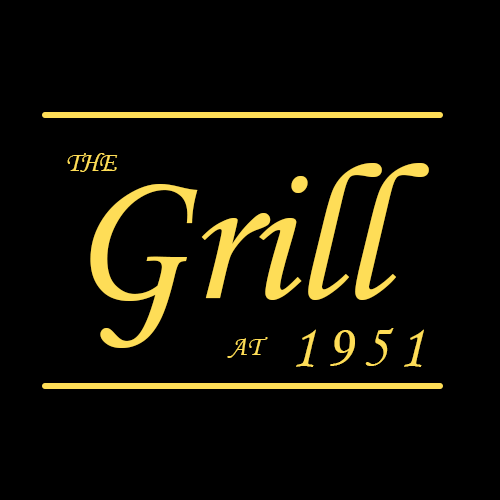 THE
Grill
AT 1951